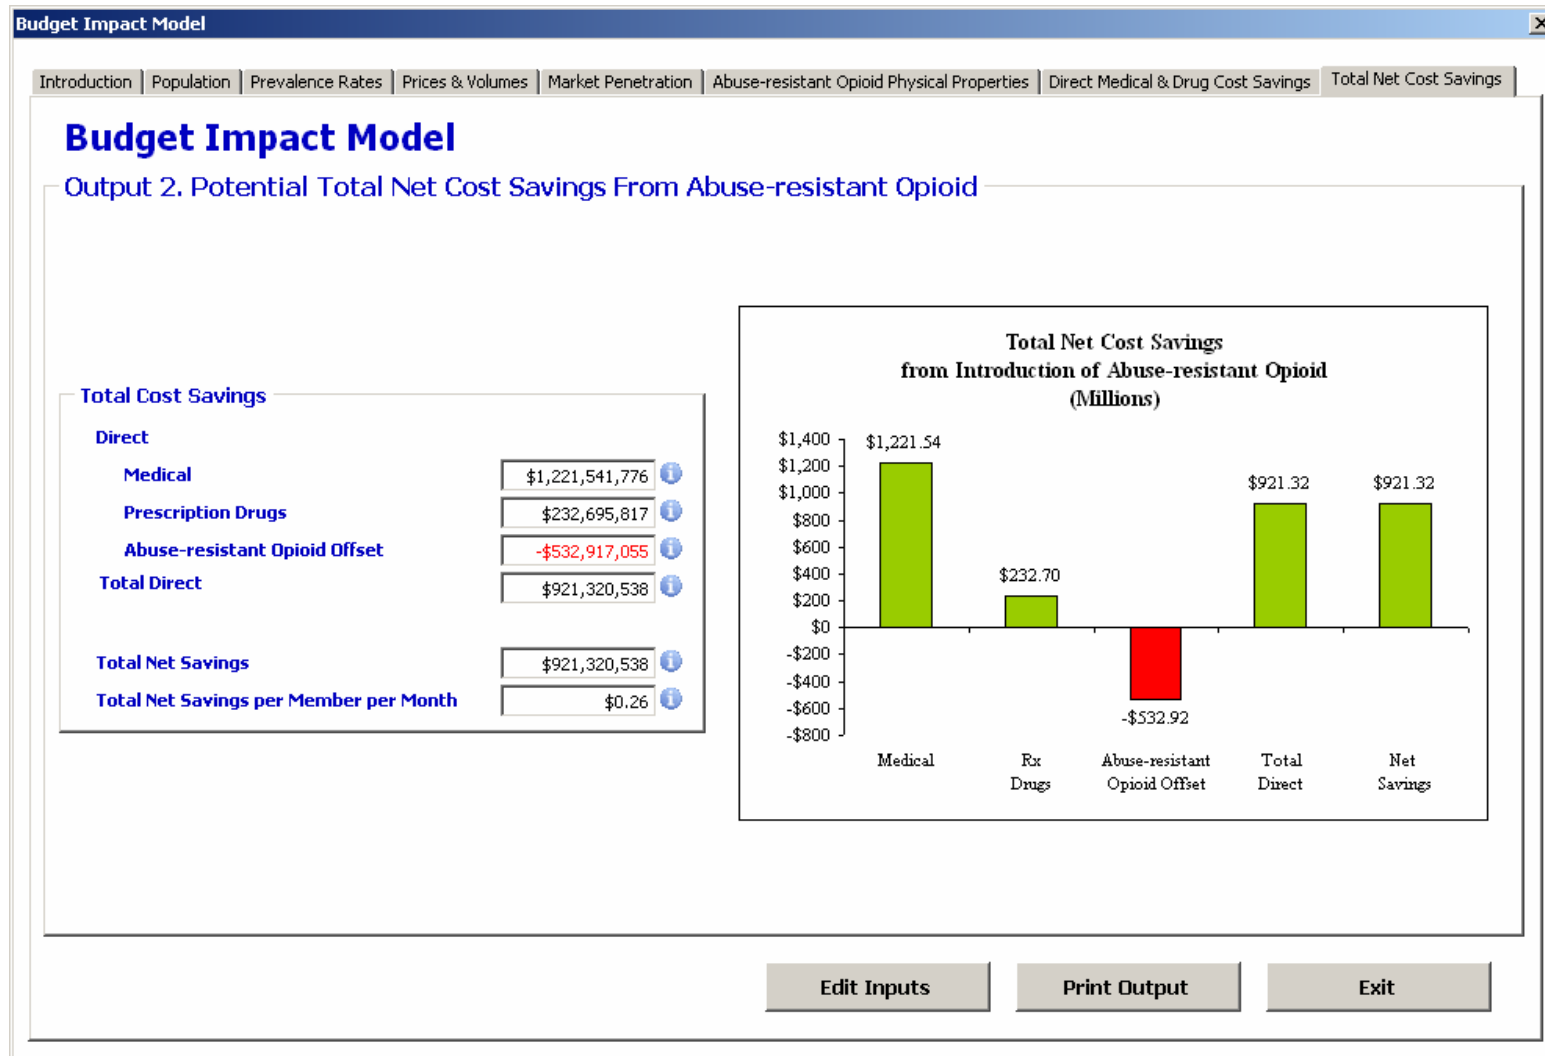 Budget Impact Model
Introduction Population Prevalence Rates Prices & Volumes Market Penetration Abuse-resistant Opioid Physical Properties Direct Medical & Drug Cost Savings Total Net Cost Savings
Budget Impact Model
Output 2. Potential Total Net Cost Savings From Abuse-resistant Opioid
Total Cost Savings
Direct
Medical $1,221,541,776
Prescription Drugs $232,695,817
Abuse-resistant Opioid Offset -$532,917,055
Total Direct $921,320,538
Total Net Savings $921,320,538
Total Net Savings per Member per Month $0.26
Total Net Cost Savings
from Introduction of Abuse-resistant Opioid
(Millions)
$1,400
$1,200
$1,000
$800
$600
$400
$200
$0
-$200
-$400
-$600
-$800
$1,221.54
$232.70
-$532.92
$921.32
$921.32
Medical
Rx
Drugs
Abuse-resistant
Opioid Offset
Total
Direct
Net
Savings
Edit Inputs
Print Output
Exit